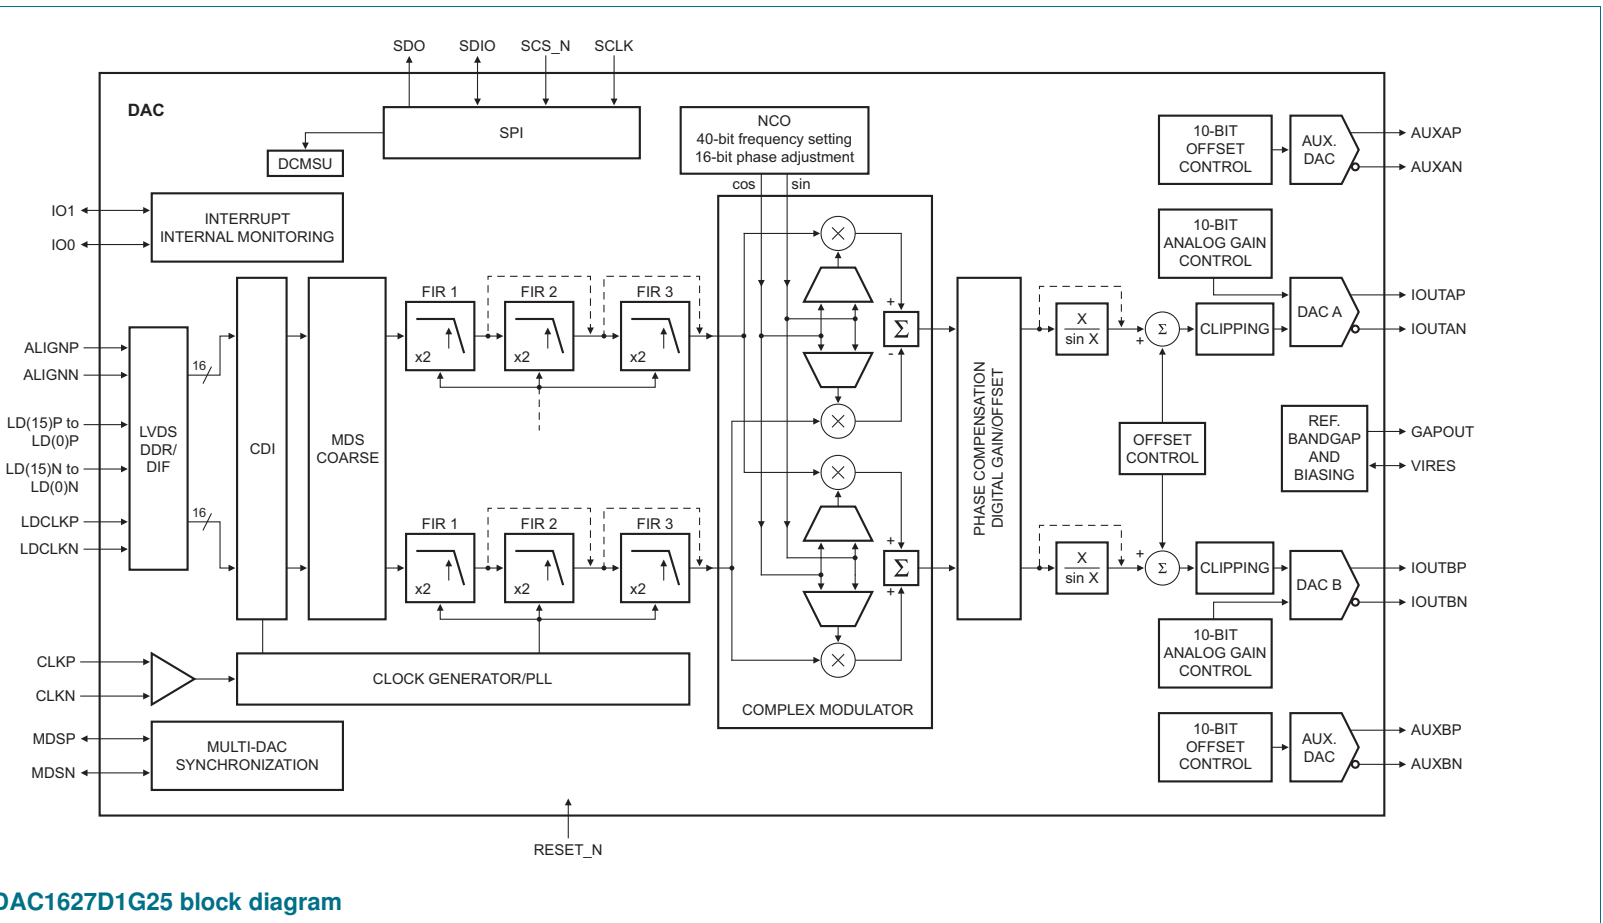 SDO SDIO SCS_N SCLK
DAC
SPI
DCMSU
NCO
40-bit frequency setting
16-bit phase adjustment
cos sin
10-BIT
OFFSET
CONTROL
AUX.
DAC
AUXAP
AUXAN
IO1
IO0
INTERRUPT
INTERNAL MONITORING
10-BIT
ANALOG GAIN
CONTROL
DAC A
IOUTAP
IOUTAN
ALIGNP
ALIGNN
LD(15)P to
LD(0)P
LD(15)N to
LD(0)N
LDCLKP
LDCLKN
LVDS
DDR/
DIF
16
16
CDI
MDS
COARSE
FIR 1 FIR 2 FIR 3
x2 x2 x2
FIR 1 FIR 2 FIR 3
x2 x2 x2
× 
×
×
×
+
Σ
-
+
Σ
+
COMPLEX MODULATOR
PHASE COMPENSATION
DIGITAL GAIN/OFFSET
X
sin X
Σ
+
CLIPPING
OFFSET
CONTROL
REF.
BANDGAP
AND
BIASING
GAPOUT
VIRES
X
sin X
+
Σ
CLIPPING
DAC B
IOUTBP
IOUTBN
10-BIT
ANALOG GAIN
CONTROL
CLKP
CLKN
CLOCK GENERATOR/PLL
MDSP
MDSN
MULTI-DAC
SYNCHRONIZATION
10-BIT
OFFSET
CONTROL
AUX.
DAC
AUXBP
AUXBN
RESET_N
DAC1627D1G25 block diagram